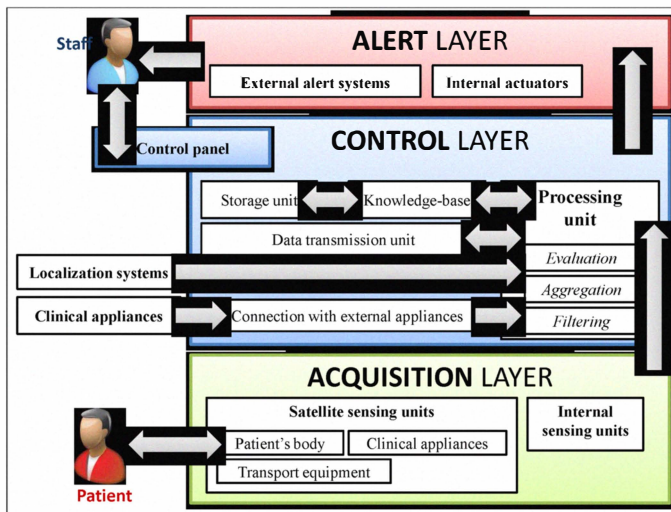 Staff
ALERT LAYER
External alert systems
Internal actuators
CONTROL LAYER
Control panel
Storage unit
Knowledge-base
Processing
unit
Data transmission unit
Evaluation
Localization systems
Aggregation
Clinical appliances
Connection with external appliances
Filtering
ACQUISITION LAYER
Satellite sensing units
Internal
sensing units
Patient's body
Clinical appliances
Transport equipment
Patient